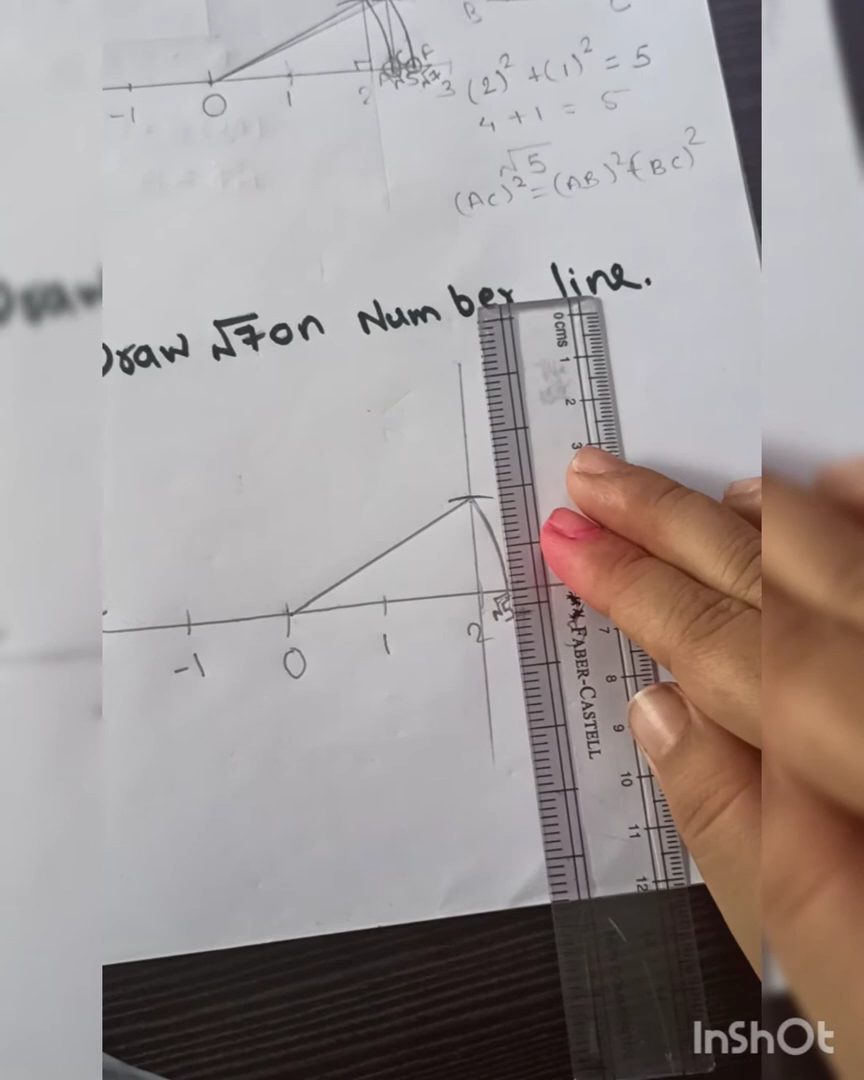 B C
-1 0 1 2 3
(2)² + (1)² = 5
4 + 1 = 5
√5
(AC)² = (AB)² + (BC)²
Draw √7 on Number line.
0 cms 1 2 3 7 8 9 10 11 12
FABER-CASTELL
-1 0 1 2 √5
InShOt